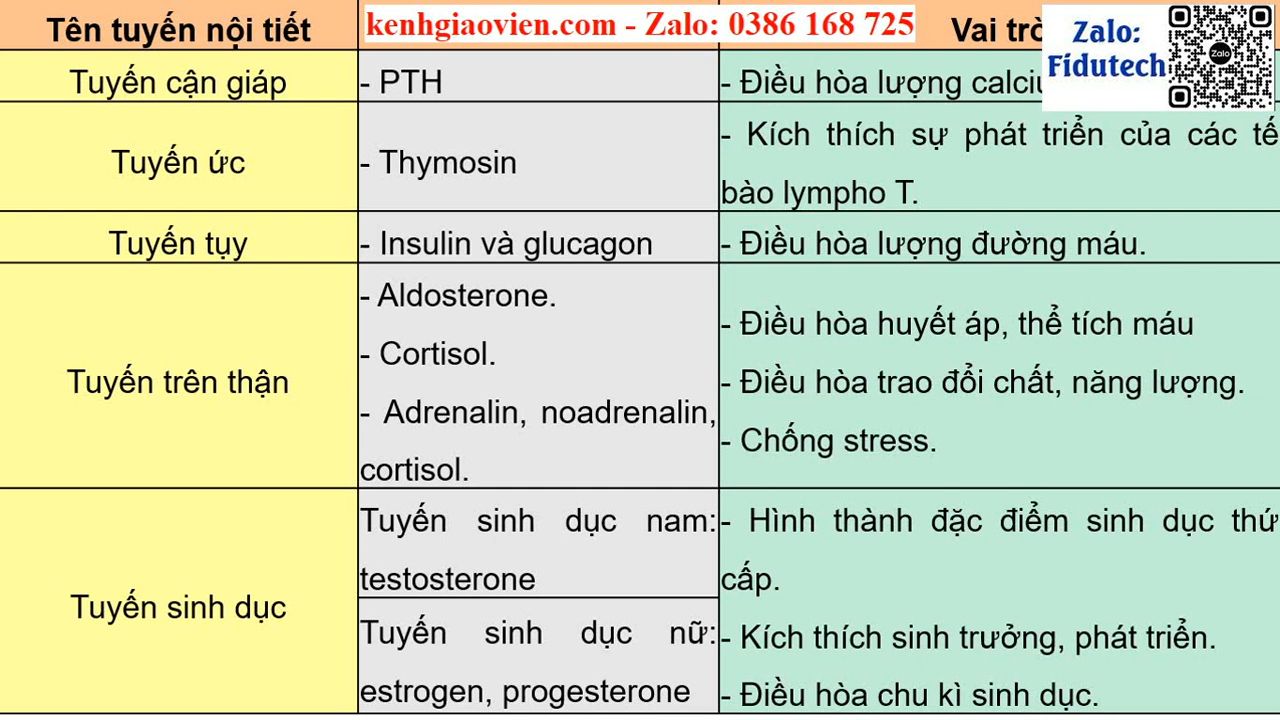 Tên tuyến nội tiết
kenhgiaovien.com - Zalo: 0386 168 725
Vai trò
Zalo:
Fidutech
Zalo
Tuyến cận giáp
- PTH
- Điều hòa lượng
Tuyến ức
- Thymosin
- Kích thích sự phát triển của các tế
bào lympho T.
Tuyến tụy
- Insulin và glucagon
- Điều hòa lượng đường máu.
Tuyến trên thận
- Aldosterone.
- Cortisol.
- Adrenalin, noadrenalin,
cortisol.
- Điều hòa huyết áp, thể tích máu
- Điều hòa trao đổi chất, năng lượng.
- Chống stress.
Tuyến sinh dục
Tuyến sinh dục nam:
testosterone
Tuyến sinh dục nữ:
estrogen, progesterone
- Hình thành đặc điểm sinh dục thứ
cấp.
- Kích thích sinh trưởng, phát triển.
- Điều hòa chu kì sinh dục.